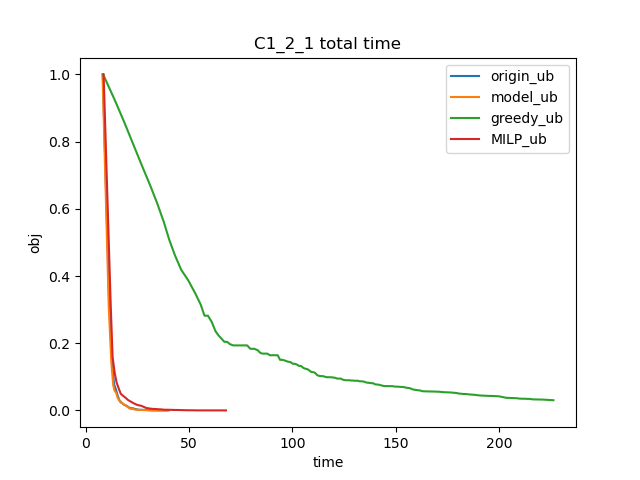 C1_2_1 total time
origin_ub
model_ub
greedy_ub
MILP_ub
1.0
0.8
0.6
0.4
0.2
0.0
obj
0 50 100 150 200
time